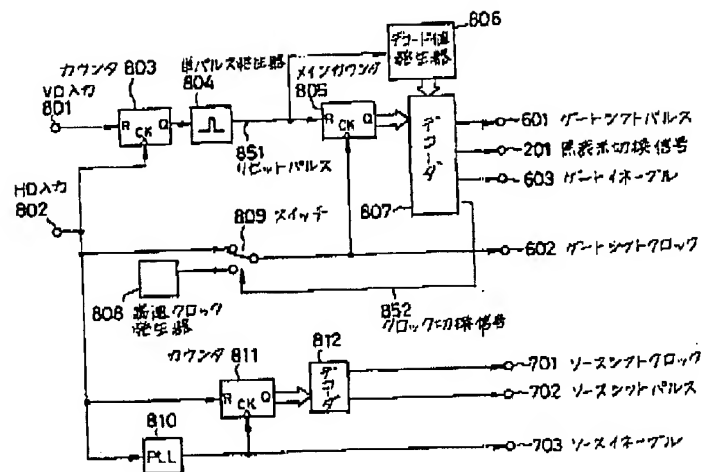 806
デコード値
発生器
カウンタ 803
単パルス発生器
804
メインカウンタ
805
VD入力
801
R CK Q
851
リセットパルス
R CK Q
デコーダ
807
601 ゲートシフトパルス
201 黒表示切換信号
603 ゲートイネーブル
HD入力
802
809 スイッチ
602 ゲートシフトクロック
808 高速クロック
発生器
852
クロック切換信号
カウンタ 811
812
R CK Q
デコーダ
701 ソースシフトクロック
702 ソースシフトパルス
810
PLL
703 ソースイネーブル